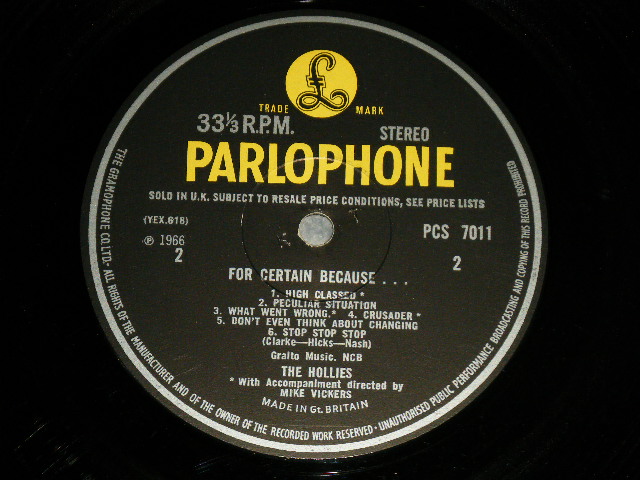 TRADE MARK
33⅓ R.P.M. STEREO
PARLOPHONE
SOLD IN U.K. SUBJECT TO RESALE PRICE CONDITIONS, SEE PRICE LISTS
(YEX.618) PCS 7011
℗ 1966
2 2
FOR CERTAIN BECAUSE . . .
1. HIGH CLASSED *
2. PECULIAR SITUATION
3. WHAT WENT WRONG.* 4. CRUSADER *
5. DON'T EVEN THINK ABOUT CHANGING
6. STOP STOP STOP
(Clarke—Hicks—Nash)
Gralto Music. NCB
THE HOLLIES
* With Accompaniment directed by
MIKE VICKERS
MADE IN Gt. BRITAIN
THE GRAMOPHONE CO. LTD.- ALL RIGHTS OF THE MANUFACTURER AND OF THE OWNER OF THE RECORDED WORK RESERVED · UNAUTHORISED PUBLIC PERFORMANCE BROADCASTING AND COPYING OF THIS RECORD PROHIBITED